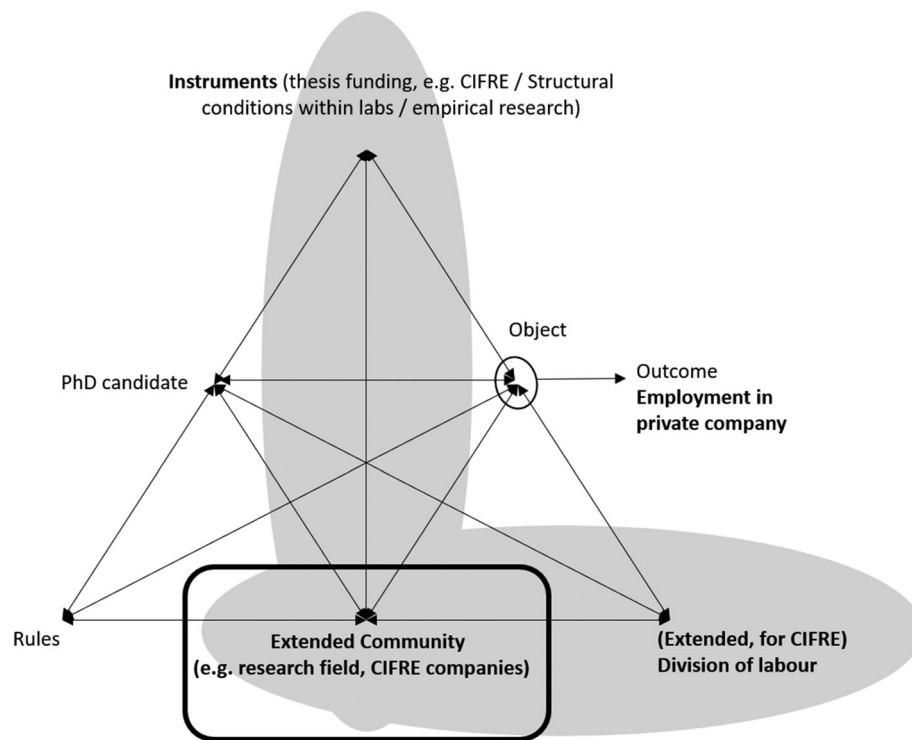 Instruments (thesis funding, e.g. CIFRE / Structural
conditions within labs / empirical research)
Object
PhD candidate
Outcome
Employment in
private company
Rules
Extended Community
(e.g. research field, CIFRE companies)
(Extended, for CIFRE)
Division of labour